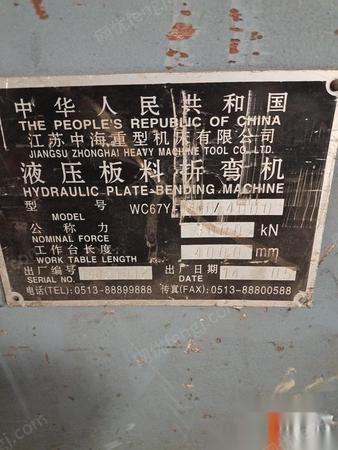 中华人民共和国
THE PEOPLE'S REPUBLIC OF CHINA
江苏中海重型机床有限公司
JIANGSU ZHONGHAI HEAVY MACHINE TOOL CO.LTD.
液压板料折弯机
HYDRAULIC PLATE BENDING MACHINE
型号 WC67Y-
MODEL
公称力 kN
NOMINAL FORCE
工作台长度 4000 mm
WORK TABLE LENGTH
出厂编号 出产日期
SERIAL NO. DATE
电话(TEL):0513-88899888 传真(FAX):0513-88800588